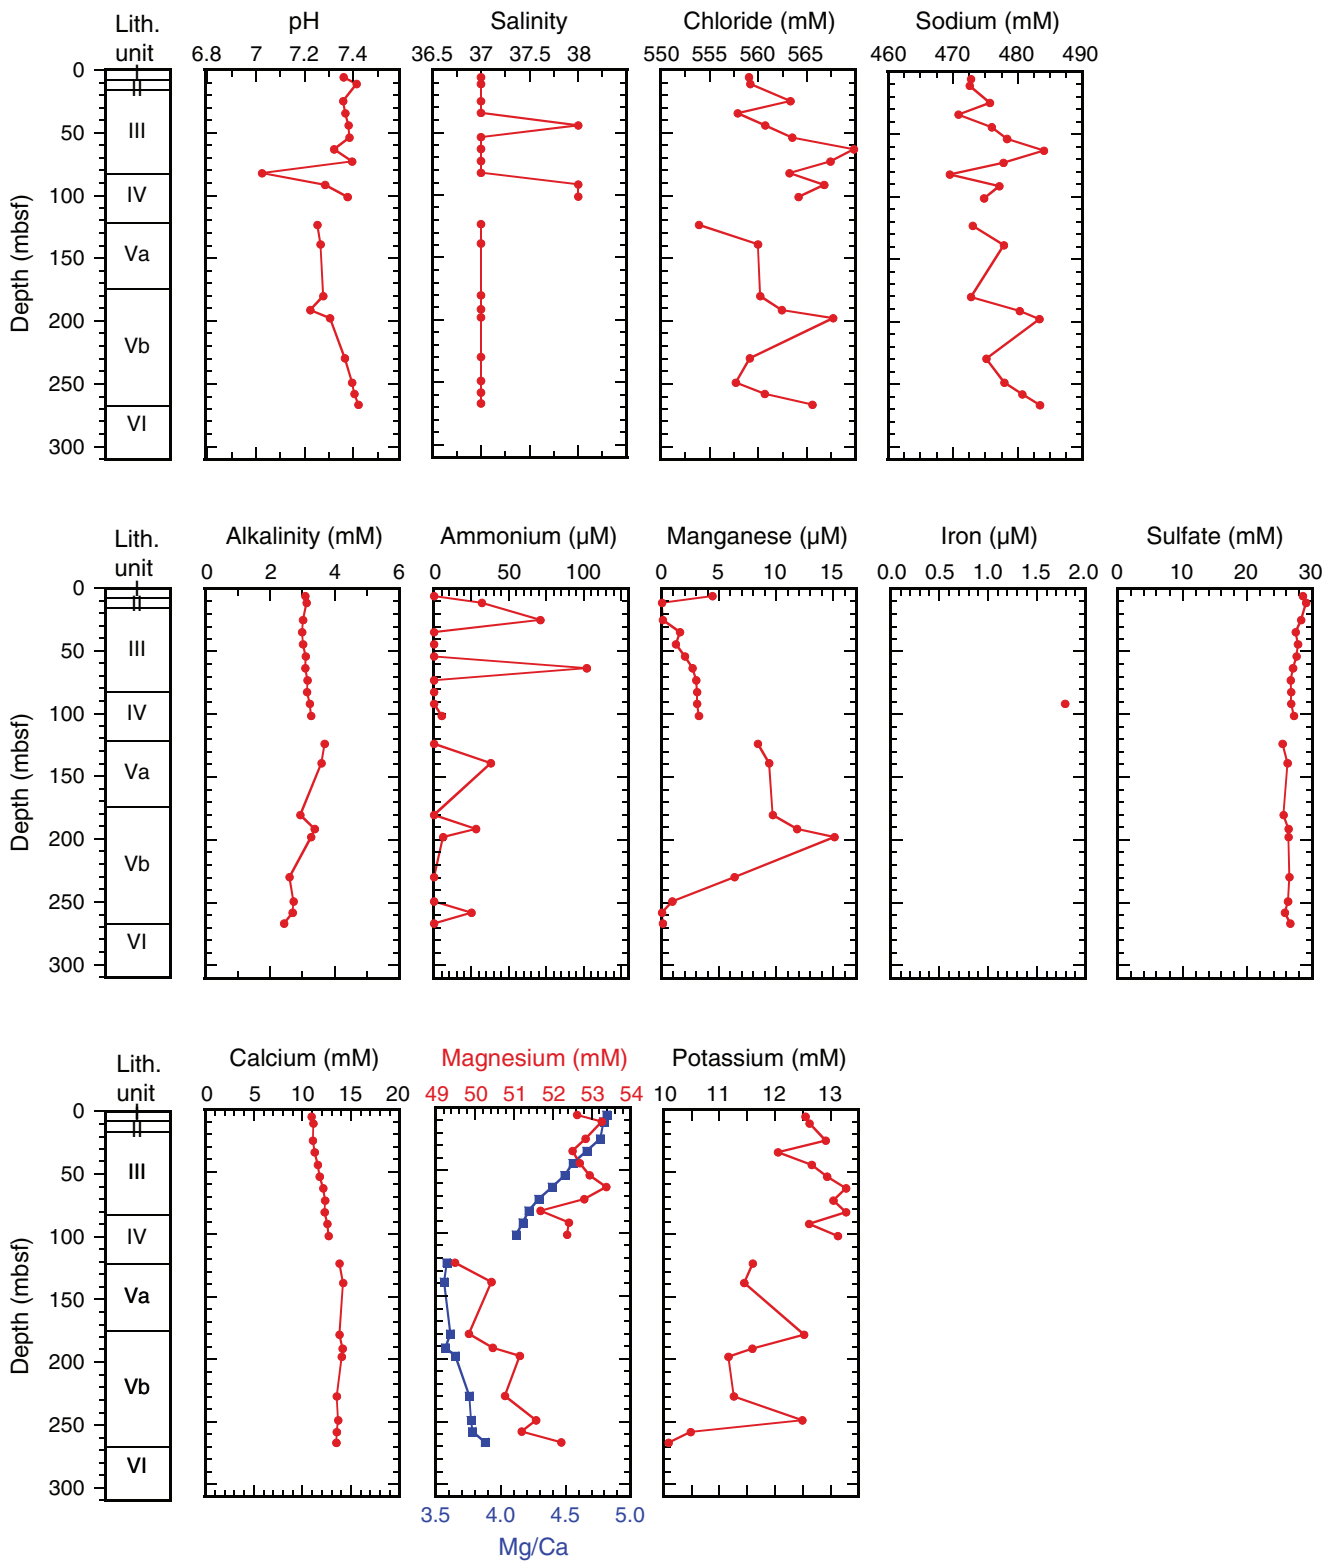 Lith. unit
pH
Salinity
Chloride (mM)
Sodium (mM)
6.8 7 7.2 7.4
36.5 37 37.5 38
550 555 560 565
460 470 480 490
Depth (mbsf)
0
50
100
150
200
250
300
I
II
III
IV
Va
Vb
VI
Lith. unit
Alkalinity (mM)
Ammonium (µM)
Manganese (µM)
Iron (µM)
Sulfate (mM)
0 2 4 6
0 50 100
0 5 10 15
0.0 0.5 1.0 1.5 2.0
0 10 20 30
Depth (mbsf)
0
50
100
150
200
250
300
I
II
III
IV
Va
Vb
VI
Lith. unit
Calcium (mM)
Magnesium (mM)
Potassium (mM)
0 5 10 15 20
49 50 51 52 53 54
10 11 12 13
Depth (mbsf)
0
50
100
150
200
250
300
I
II
III
IV
Va
Vb
VI
3.5 4.0 4.5 5.0
Mg/Ca